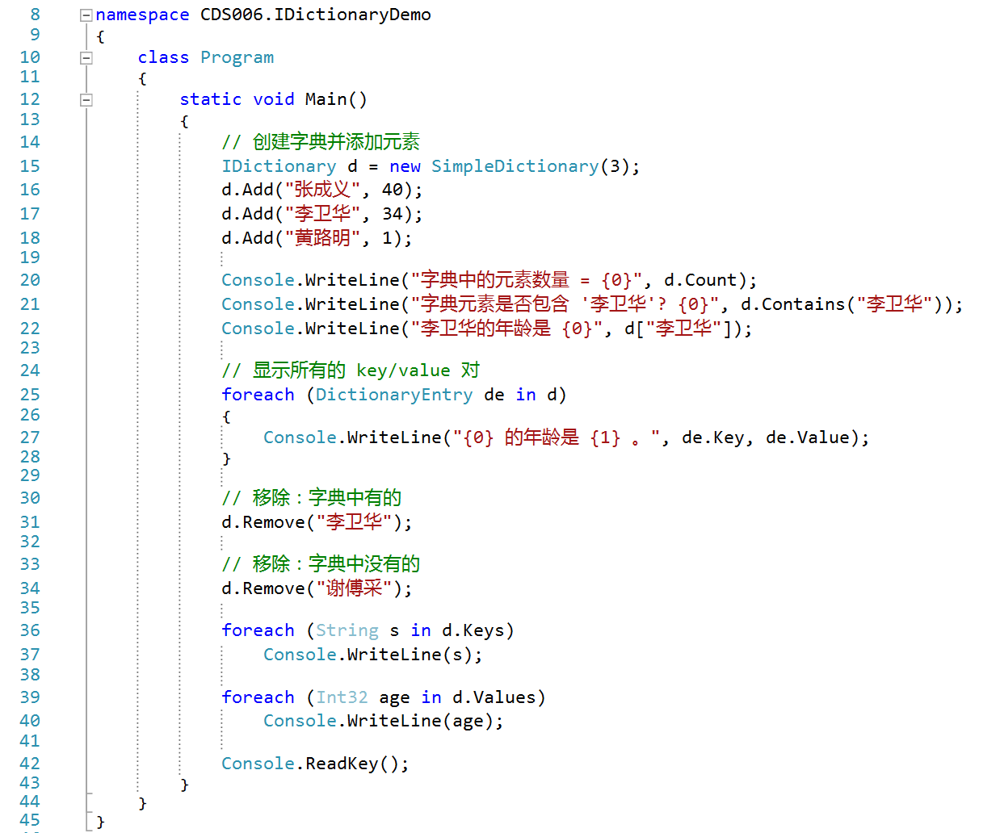 8 namespace CDS006.IDictionaryDemo
9 {
10 class Program
11 {
12 static void Main()
13 {
14 // 创建字典并添加元素
15 IDictionary d = new SimpleDictionary(3);
16 d.Add("张成义", 40);
17 d.Add("李卫华", 34);
18 d.Add("黄路明", 1);
19
20 Console.WriteLine("字典中的元素数量 = {0}", d.Count);
21 Console.WriteLine("字典元素是否包含 '李卫华'? {0}", d.Contains("李卫华"));
22 Console.WriteLine("李卫华的年龄是 {0}", d["李卫华"]);
23
24 // 显示所有的 key/value 对
25 foreach (DictionaryEntry de in d)
26 {
27 Console.WriteLine("{0} 的年龄是 {1} 。", de.Key, de.Value);
28 }
29
30 // 移除：字典中有的
31 d.Remove("李卫华");
32
33 // 移除：字典中没有的
34 d.Remove("谢傅采");
35
36 foreach (String s in d.Keys)
37 Console.WriteLine(s);
38
39 foreach (Int32 age in d.Values)
40 Console.WriteLine(age);
41
42 Console.ReadKey();
43 }
44 }
45 }